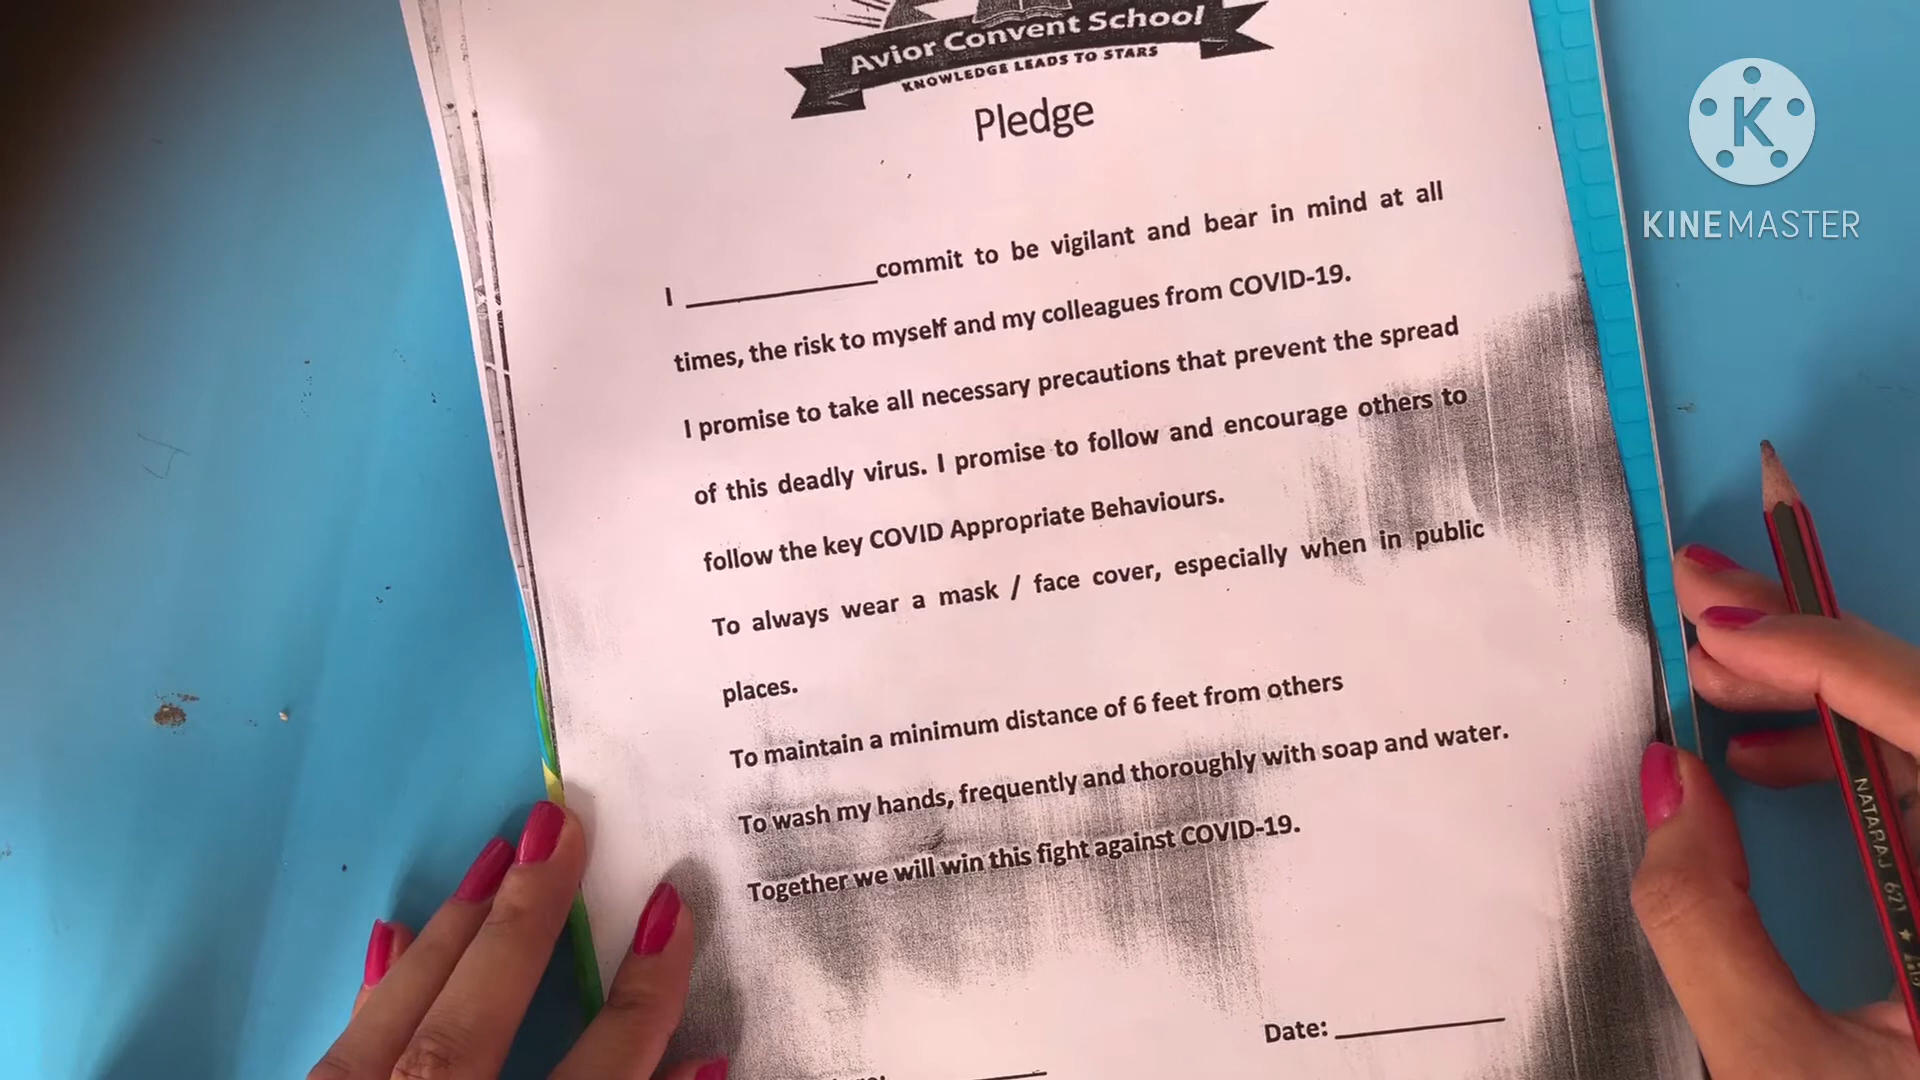 Avior Convent School
KNOWLEDGE LEADS TO STARS
Pledge
I ____________commit to be vigilant and bear in mind at all
times, the risk to myself and my colleagues from COVID-19.
I promise to take all necessary precautions that prevent the spread
of this deadly virus. I promise to follow and encourage others to
follow the key COVID Appropriate Behaviours.
To always wear a mask / face cover, especially when in public
places.
To maintain a minimum distance of 6 feet from others
To wash my hands, frequently and thoroughly with soap and water.
Together we will win this fight against COVID-19.
Date: ____________
K
KINEMASTER
NATARAJ 621